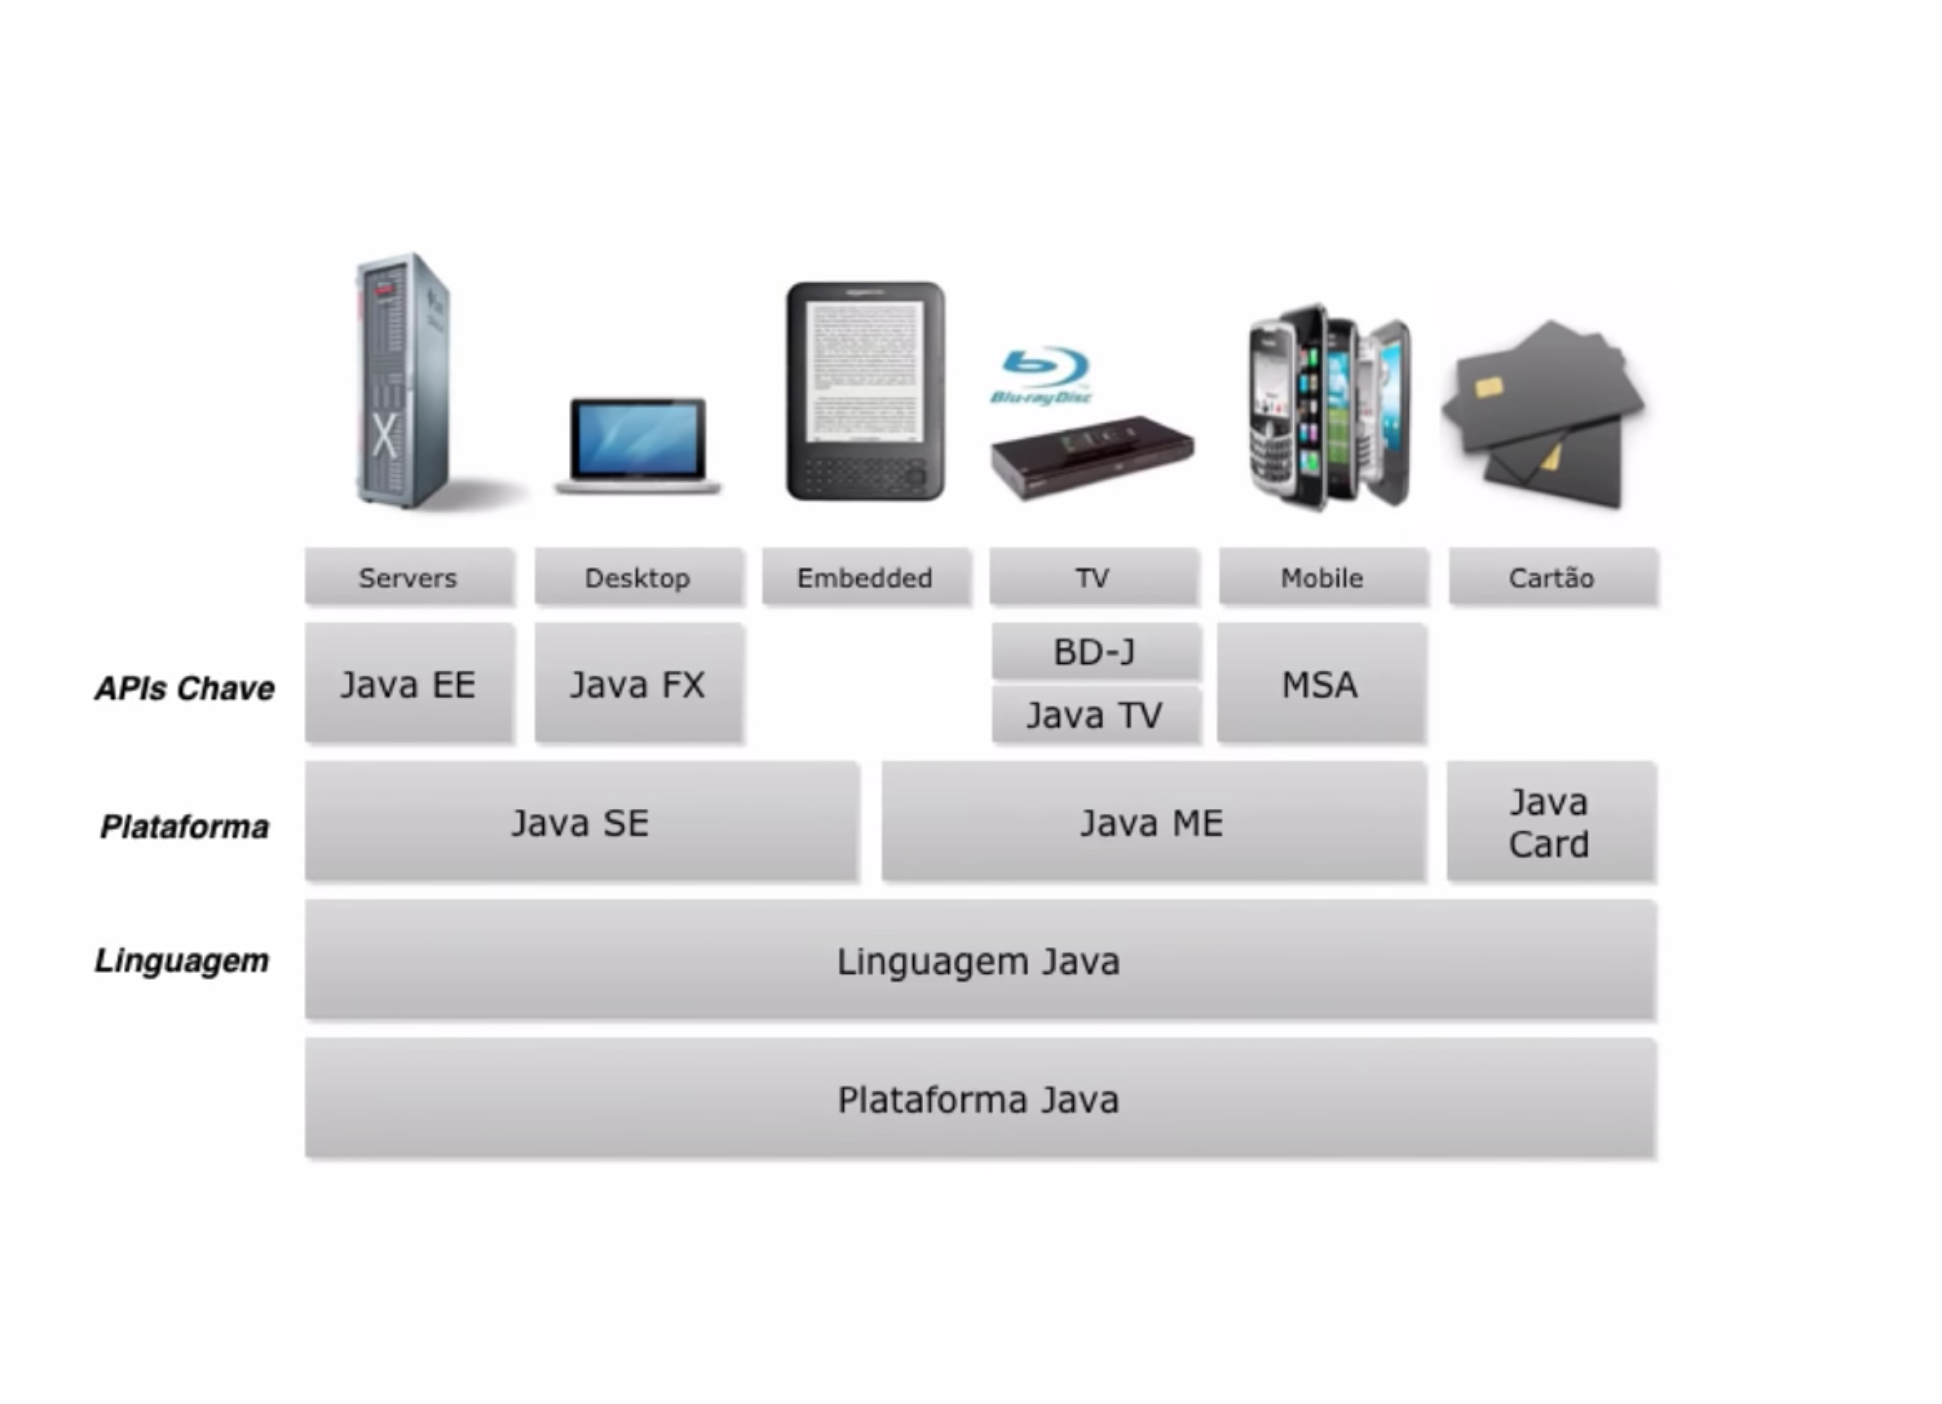 Blu-ray Disc
Servers
Desktop
Embedded
TV
Mobile
Cartão
APIs Chave
Java EE
Java FX
BD-J
Java TV
MSA
Plataforma
Java SE
Java ME
Java
Card
Linguagem
Linguagem Java
Plataforma Java